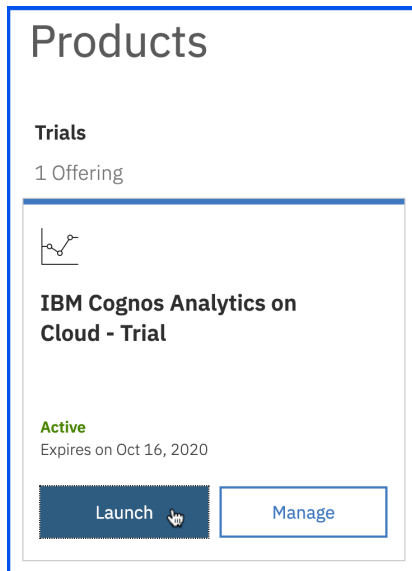 Products
Trials
1 Offering
IBM Cognos Analytics on
Cloud - Trial
Active
Expires on Oct 16, 2020
Launch
Manage